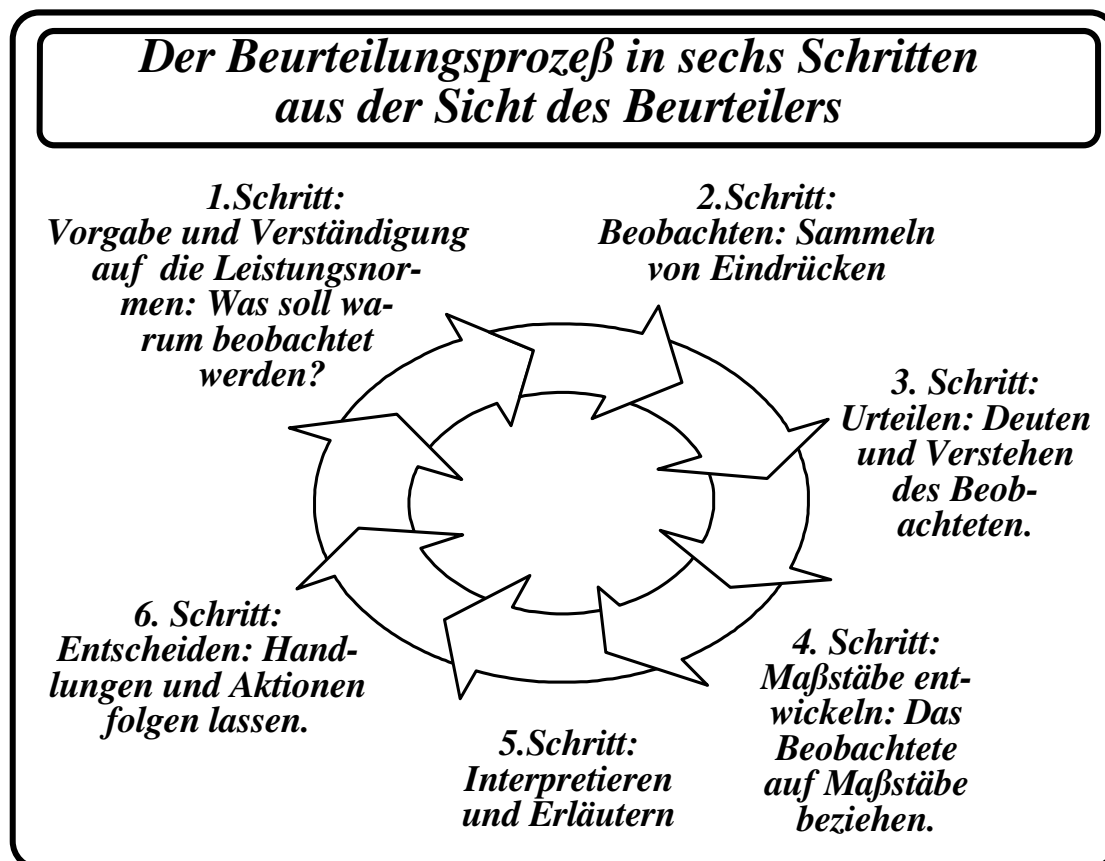 Der Beurteilungsprozeß in sechs Schritten
aus der Sicht des Beurteilers
1.Schritt:
Vorgabe und Verständigung
auf die Leistungsnor-
men: Was soll wa-
rum beobachtet
werden?
2.Schritt:
Beobachten: Sammeln
von Eindrücken
3. Schritt:
Urteilen: Deuten
und Verstehen
des Beob-
achteten.
4. Schritt:
Maßstäbe ent-
wickeln: Das
Beobachtete
auf Maßstäbe
beziehen.
5.Schritt:
Interpretieren
und Erläutern
6. Schritt:
Entscheiden: Hand-
lungen und Aktionen
folgen lassen.